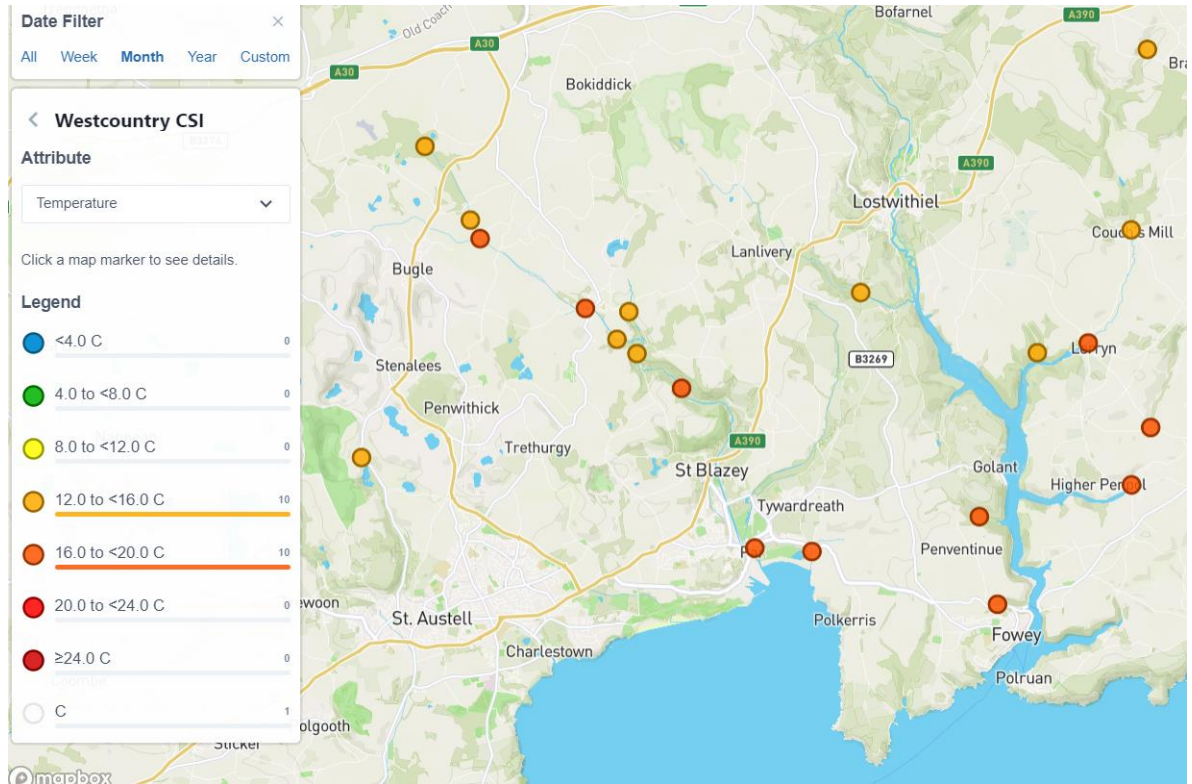 Date Filter ×
All Week Month Year Custom
Westcountry CSI
Attribute
Temperature
Click a map marker to see details.
Legend
<4.0 C 0
4.0 to <8.0 C 0
8.0 to <12.0 C 0
12.0 to <16.0 C 10
16.0 to <20.0 C 10
20.0 to <24.0 C 0
≥24.0 C 0
C 1
mapbox
Old Coach
A30
A30
Bokiddick
Bofarnel
A390
A390
Lostwithiel
Lanlivery
Bugle
B3269
Stenalees
Penwithick
Trethurgy
A390
St Blazey
Tywardreath
Golant
Penventinue
St. Austell
Charlestown
Polkerris
Fowey
Polruan